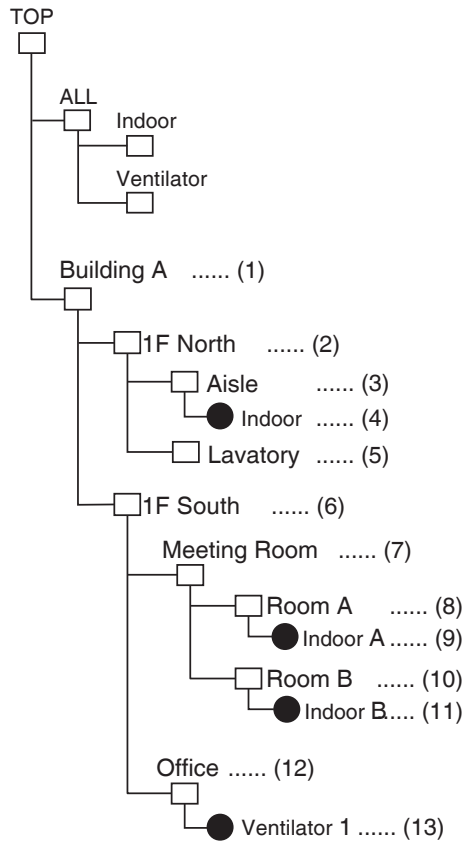 TOP
ALL
Indoor
Ventilator
Building A ...... (1)
1F North ...... (2)
Aisle ...... (3)
Indoor ...... (4)
Lavatory ...... (5)
1F South ...... (6)
Meeting Room ...... (7)
Room A ...... (8)
Indoor A ...... (9)
Room B ...... (10)
Indoor B ...... (11)
Office ...... (12)
Ventilator 1 ...... (13)